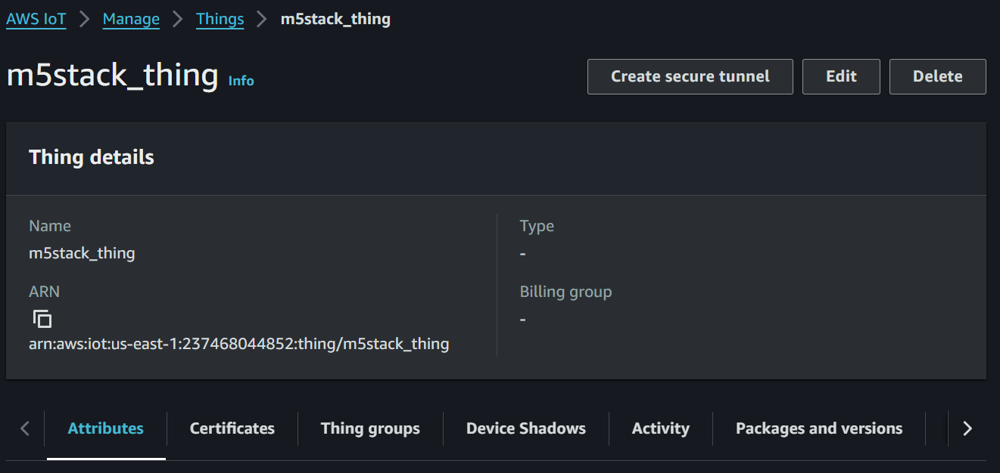 AWS IoT > Manage > Things > m5stack_thing
m5stack_thing Info
Create secure tunnel Edit Delete
Thing details
Name
m5stack_thing
ARN
arn:aws:iot:us-east-1:237468044852:thing/m5stack_thing
Type
-
Billing group
-
Attributes Certificates Thing groups Device Shadows Activity Packages and versions